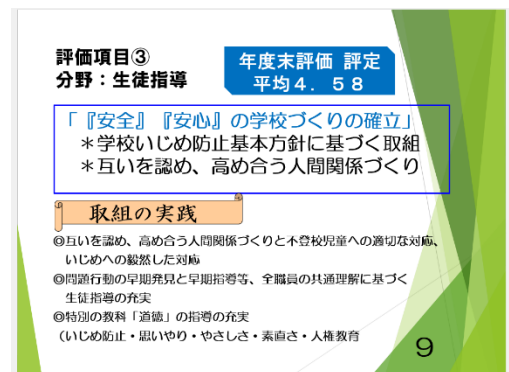 評価項目③
分野：生徒指導
年度末評価 評定
平均４．５８
「『安全』『安心』の学校づくりの確立」
＊学校いじめ防止基本方針に基づく取組
＊互いを認め、高め合う人間関係づくり
取組の実践
◎互いを認め、高め合う人間関係づくりと不登校児童への適切な対応、
いじめへの毅然した対応
◎問題行動の早期発見と早期指導等、全職員の共通理解に基づく
生徒指導の充実
◎特別の教科「道徳」の指導の充実
（いじめ防止・思いやり・やさしさ・素直さ・人権教育
9